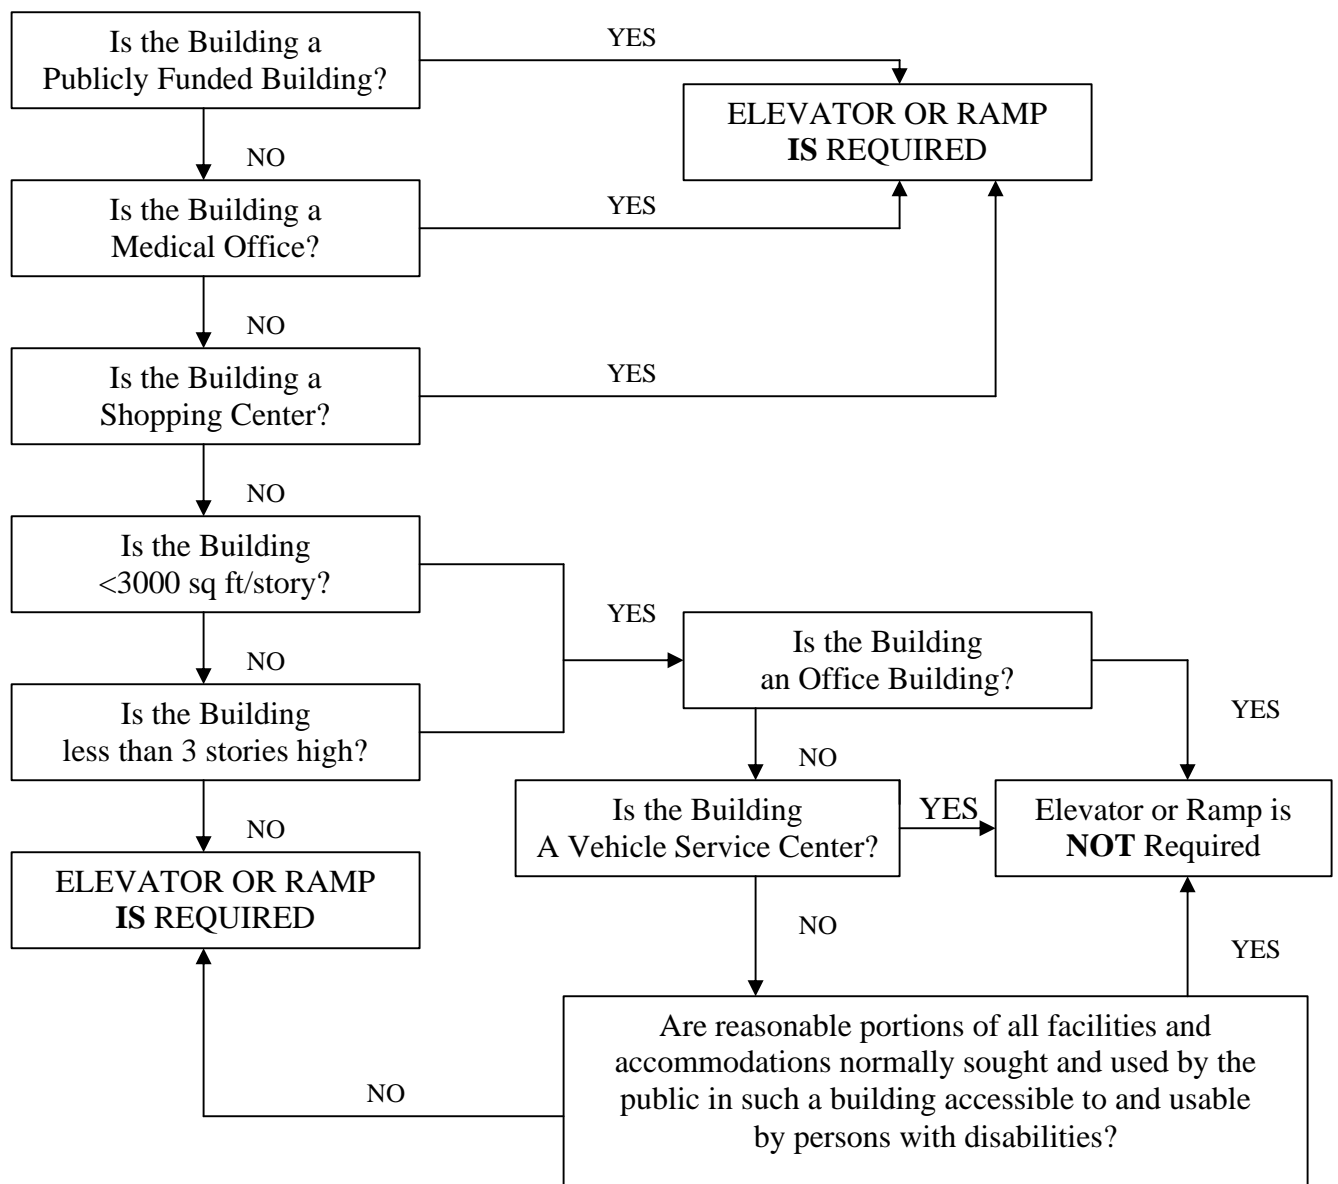 Is the Building a
Publicly Funded Building?
YES
ELEVATOR OR RAMP
IS REQUIRED
NO
Is the Building a
Medical Office?
YES
NO
Is the Building a
Shopping Center?
YES
NO
Is the Building
<3000 sq ft/story?
YES
Is the Building
an Office Building?
YES
NO
Is the Building
less than 3 stories high?
NO
Is the Building
A Vehicle Service Center?
YES
Elevator or Ramp is
NOT Required
NO
ELEVATOR OR RAMP
IS REQUIRED
NO
YES
Are reasonable portions of all facilities and
accommodations normally sought and used by the
public in such a building accessible to and usable
by persons with disabilities?
NO